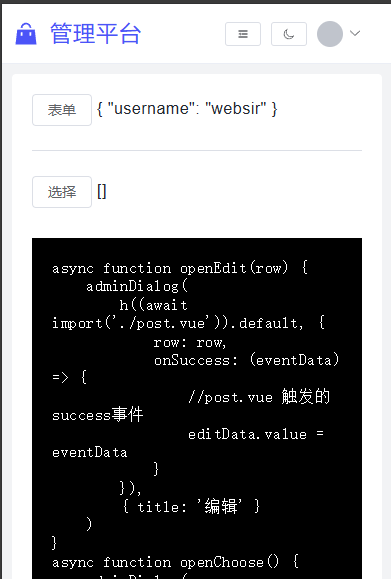 管理平台
表单 { "username": "websir" }
选择 []
async function openEdit(row) {
    adminDialog(
        h((await
import('./post.vue')).default, {
            row: row,
            onSuccess: (eventData)
=> {
                //post.vue 触发的
success事件
                editData.value =
eventData
            }
        }),
        { title: '编辑' }
    )
}
async function openChoose() {